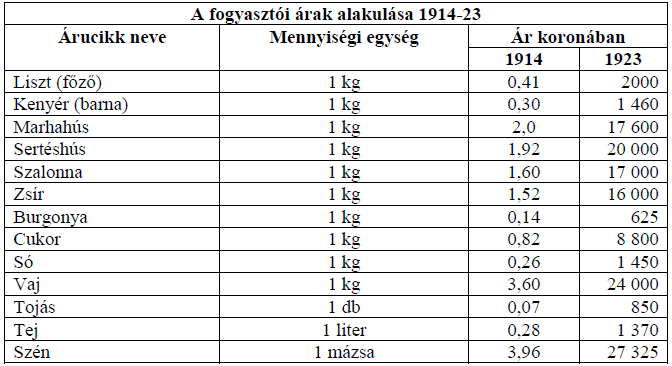 A fogyasztói árak alakulása 1914-23
Árucikk neve Mennyiségi egység Ár koronában
1914 1923
Liszt (főző) 1 kg 0,41 2000
Kenyér (barna) 1 kg 0,30 1 460
Marhahús 1 kg 2,0 17 600
Sertéshús 1 kg 1,92 20 000
Szalonna 1 kg 1,60 17 000
Zsír 1 kg 1,52 16 000
Burgonya 1 kg 0,14 625
Cukor 1 kg 0,82 8 800
Só 1 kg 0,26 1 450
Vaj 1 kg 3,60 24 000
Tojás 1 db 0,07 850
Tej 1 liter 0,28 1 370
Szén 1 mázsa 3,96 27 325